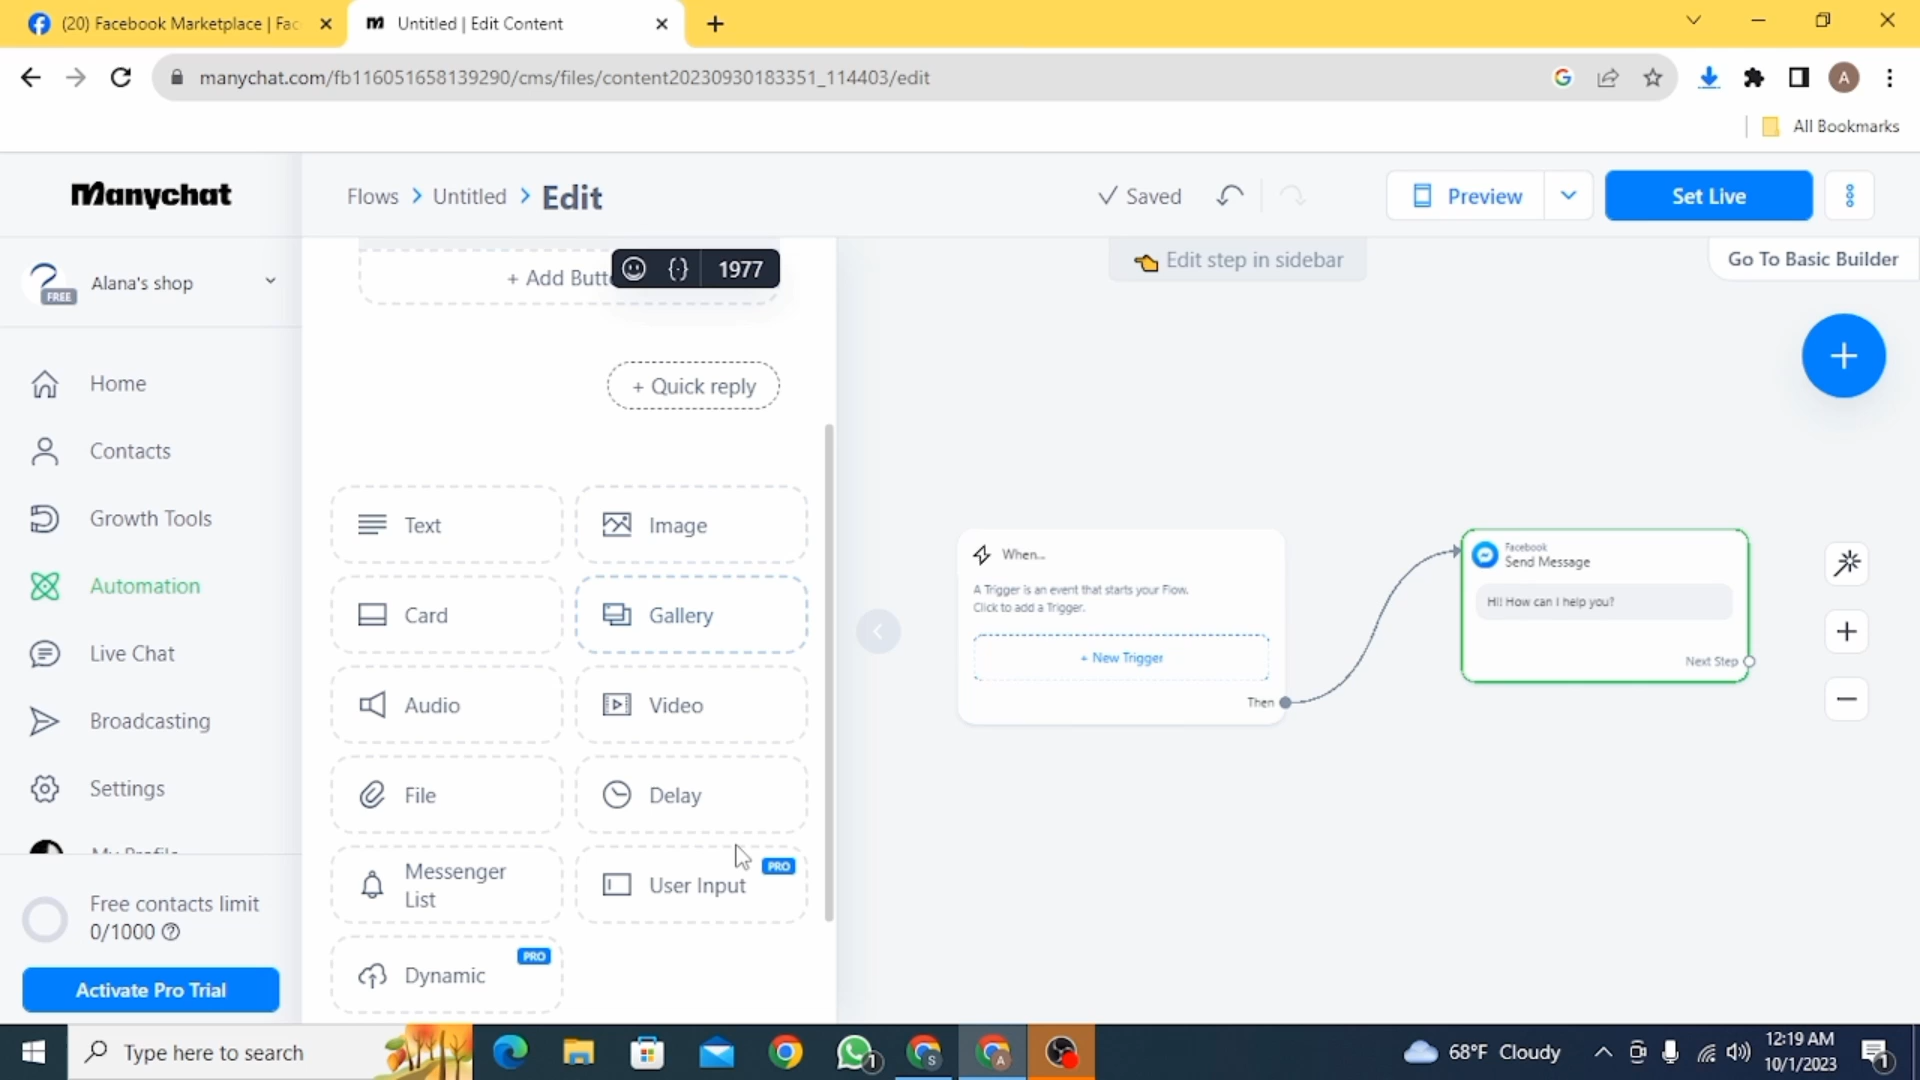 (20) Facebook Marketplace | Fac
Untitled | Edit Content
manychat.com/fb116051658139290/cms/files/content20230930183351_114403/edit
A
All Bookmarks
Manychat
Flows
Untitled
Edit
Saved
Preview
Set Live
FREE
Alana's shop
+ Add Butt
1977
Edit step in sidebar
Go To Basic Builder
Home
Contacts
Growth Tools
Automation
Live Chat
Broadcasting
Settings
My Profile
Free contacts limit
0/1000
Activate Pro Trial
+ Quick reply
Text
Image
Card
Gallery
Audio
Video
File
Delay
Messenger
List
User Input
PRO
Dynamic
PRO
When...
A Trigger is an event that starts your Flow.
Click to add a Trigger.
+ New Trigger
Then
Facebook
Send Message
Hi! How can I help you?
Next Step
Type here to search
1
S
A
68°F Cloudy
12:19 AM
10/1/2023
1